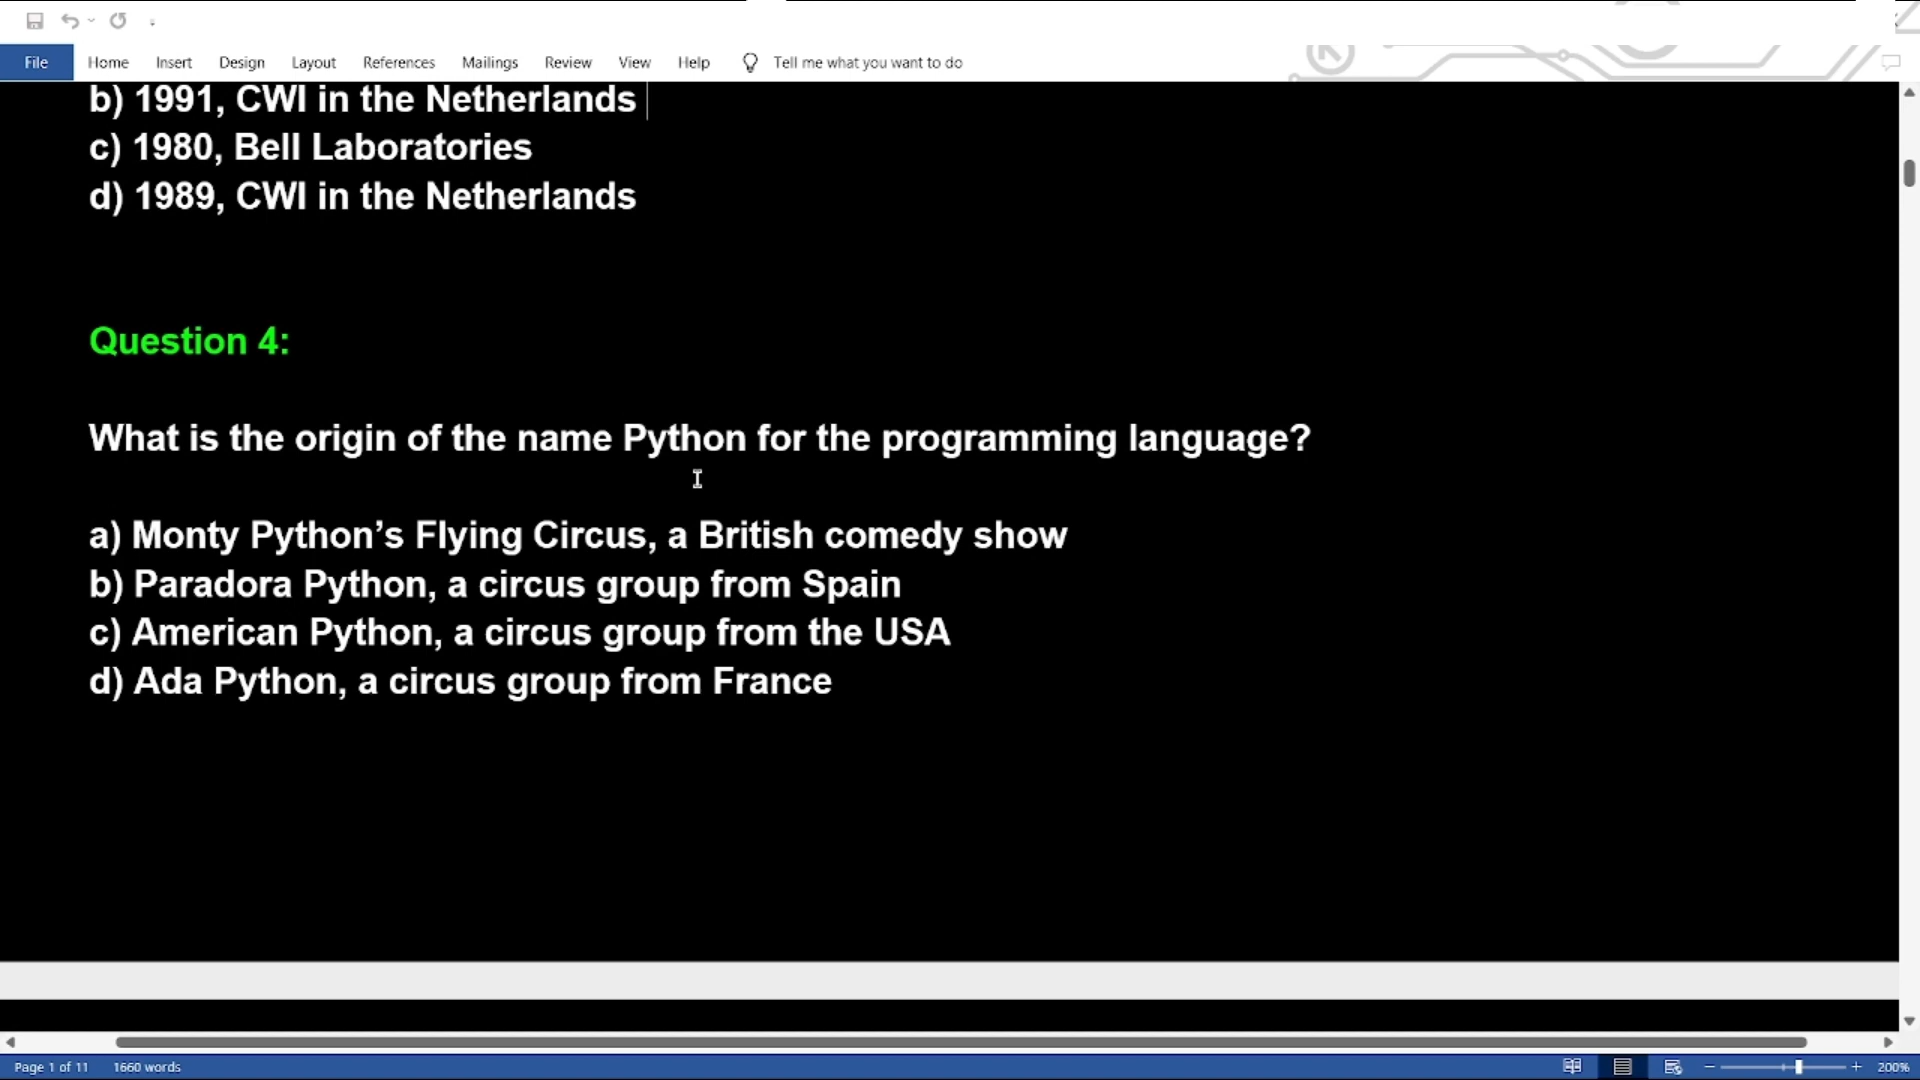 File Home Insert Design Layout References Mailings Review View Help Tell me what you want to do
b) 1991, CWI in the Netherlands
c) 1980, Bell Laboratories
d) 1989, CWI in the Netherlands
Question 4:
What is the origin of the name Python for the programming language?
a) Monty Python’s Flying Circus, a British comedy show
b) Paradora Python, a circus group from Spain
c) American Python, a circus group from the USA
d) Ada Python, a circus group from France
Page 1 of 11 1660 words 200%